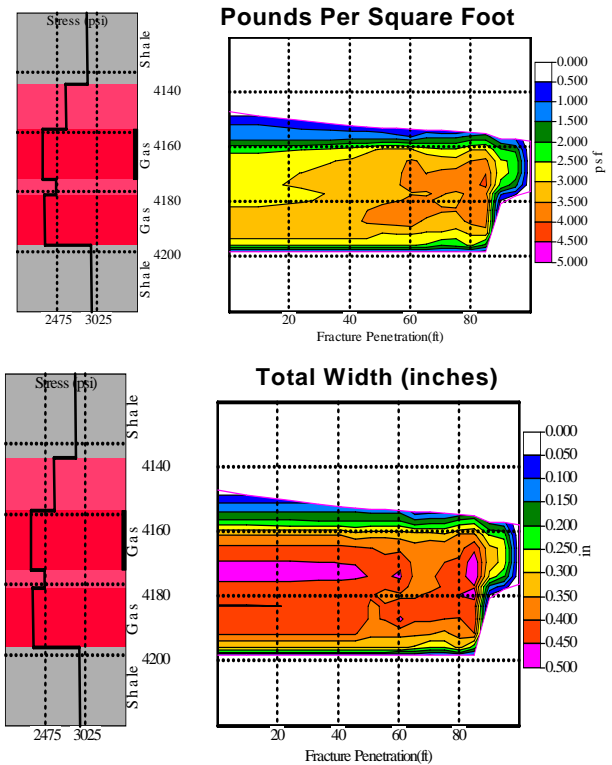 Pounds Per Square Foot
Stress (psi)
Shale
Gas
Gas
Shale
4140
4160
4180
4200
2475 3025
20 40 60 80
Fracture Penetration(ft)
0.000
0.500
1.000
1.500
2.000
2.500
3.000
3.500
4.000
4.500
5.000
psf
Total Width (inches)
Stress (psi)
Shale
Gas
Gas
Shale
4140
4160
4180
4200
2475 3025
20 40 60 80
Fracture Penetration(ft)
0.000
0.050
0.100
0.150
0.200
0.250
0.300
0.350
0.400
0.450
0.500
in